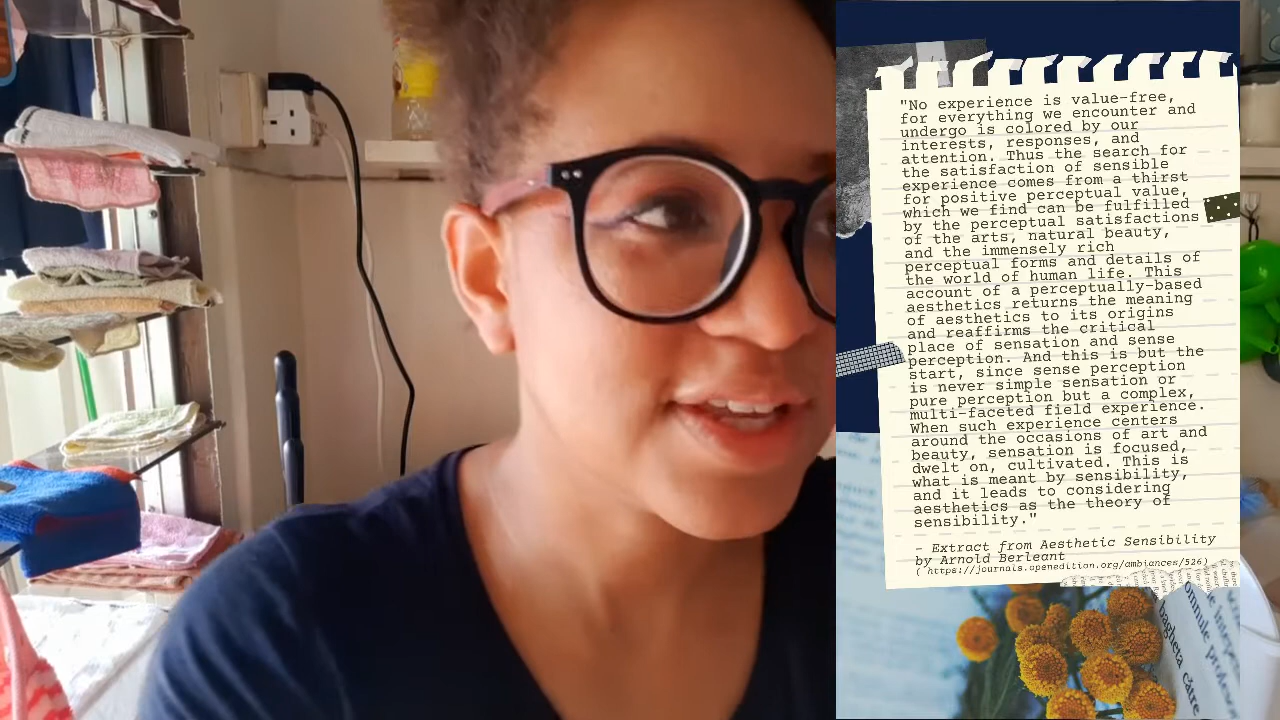 "No experience is value-free,
for everything we encounter and
undergo is colored by our
interests, responses, and
attention. Thus the search for
the satisfaction of sensible
experience comes from a thirst
for positive perceptual value,
which we find can be fulfilled
by the perceptual satisfactions
of the arts, natural beauty,
and the immensely rich
perceptual forms and details of
the world of human life. This
account of a perceptually-based
aesthetics returns the meaning
of aesthetics to its origins
and reaffirms the critical
place of sensation and sense
perception. And this is but the
start, since sense perception
is never simple sensation or
pure perception but a complex,
multi-faceted field experience.
When such experience centers
around the occasions of art and
beauty, sensation is focused,
dwelt on, cultivated. This is
what is meant by sensibility,
and it leads to considering
aesthetics as the theory of
sensibility."
- Extract from Aesthetic Sensibility
by Arnold Berleant
( https://journals.openedition.org/ambiances/526)
omnule
bagheta
către